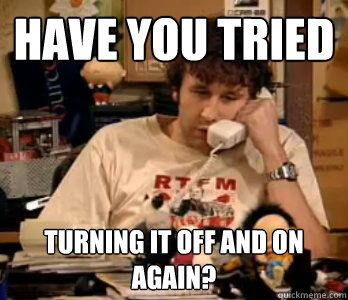 HAVE YOU TRIED
RTFM
TURNING IT OFF AND ON
AGAIN?
quickmeme.com